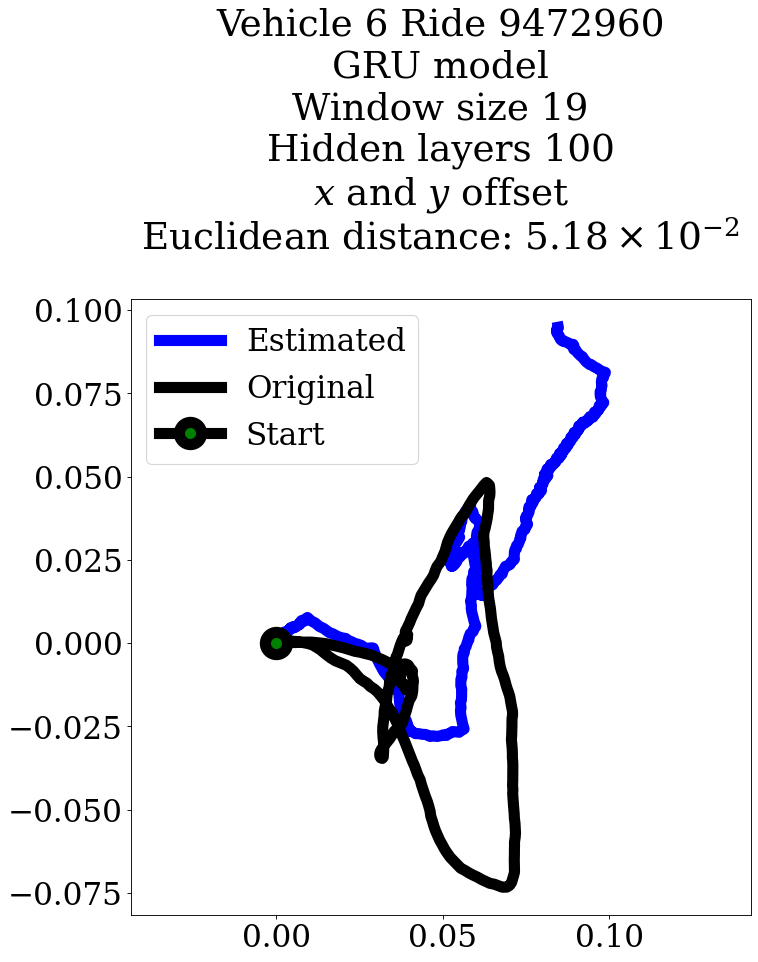 Vehicle 6 Ride 9472960
GRU model
Window size 19
Hidden layers 100
x and y offset
Euclidean distance: 5.18 × 10⁻²
0.100
0.075
0.050
0.025
0.000
−0.025
−0.050
−0.075
Estimated
Original
Start
0.00 0.05 0.10